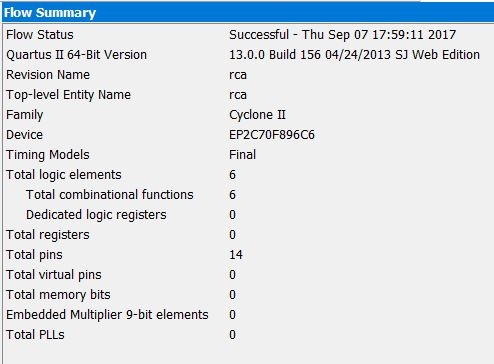 Flow Summary
Flow Status Successful - Thu Sep 07 17:59:11 2017
Quartus II 64-Bit Version 13.0.0 Build 156 04/24/2013 SJ Web Edition
Revision Name rca
Top-level Entity Name rca
Family Cyclone II
Device EP2C70F896C6
Timing Models Final
Total logic elements 6
Total combinational functions 6
Dedicated logic registers 0
Total registers 0
Total pins 14
Total virtual pins 0
Total memory bits 0
Embedded Multiplier 9-bit elements 0
Total PLLs 0